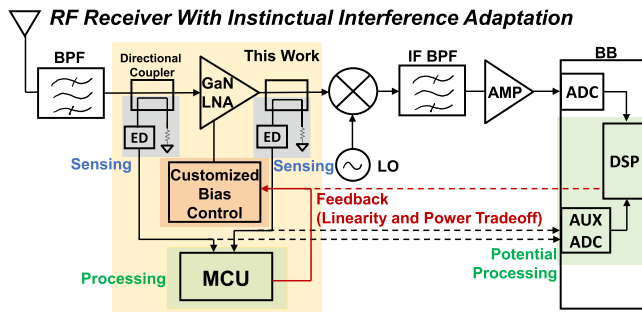 RF Receiver With Instinctual Interference Adaptation
BPF
Directional
Coupler
GaN
LNA
This Work
IF BPF
AMP
BB
ADC
ED
ED
Sensing
Sensing
LO
DSP
Customized
Bias
Control
Feedback
(Linearity and Power Tradeoff)
AUX
ADC
Processing
MCU
Potential
Processing